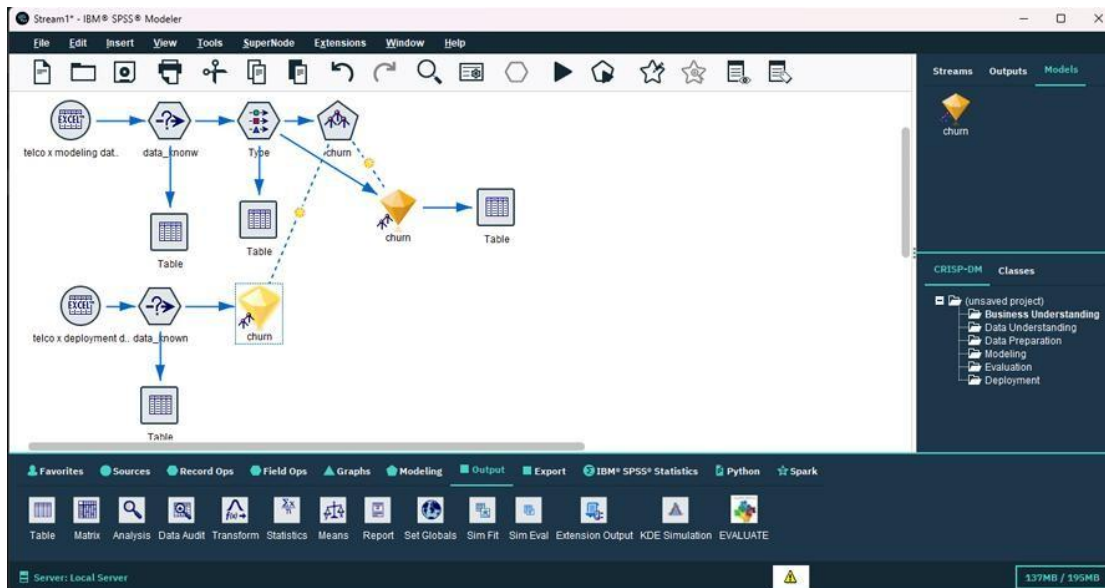 Stream1* - IBM® SPSS® Modeler
File Edit Insert View Tools SuperNode Extensions Window Help
Streams Outputs Models
churn
EXCEL™
telco x modeling dat..
data_knonw
Type
churn
Table
Table
churn
Table
EXCEL™
telco x deployment d..
data_known
churn
Table
CRISP-DM Classes
(unsaved project)
Business Understanding
Data Understanding
Data Preparation
Modeling
Evaluation
Deployment
Favorites Sources Record Ops Field Ops Graphs Modeling Output Export IBM® SPSS® Statistics Python Spark
Table Matrix Analysis Data Audit Transform Statistics Means Report Set Globals Sim Fit Sim Eval Extension Output KDE Simulation EVALUATE
Server: Local Server
137MB / 195MB